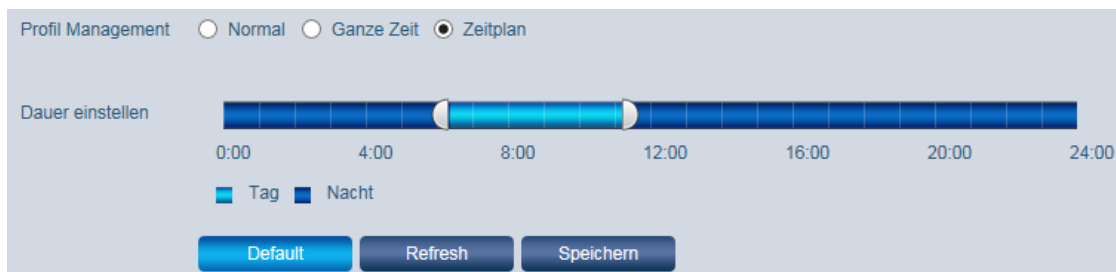 Profil Management Normal Ganze Zeit Zeitplan
Dauer einstellen
0:00 4:00 8:00 12:00 16:00 20:00 24:00
Tag Nacht
Default Refresh Speichern